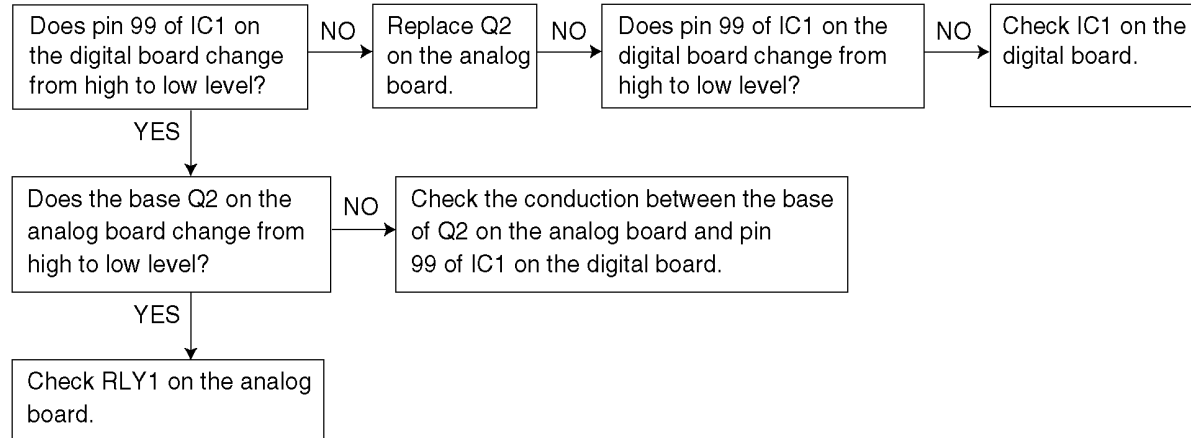 Does pin 99 of IC1 on
the digital board change
from high to low level?
NO
Replace Q2
on the analog
board.
NO
Does pin 99 of IC1 on the
digital board change from
high to low level?
NO
Check IC1 on the
digital board.
YES
Does the base Q2 on the
analog board change from
high to low level?
NO
Check the conduction between the base
of Q2 on the analog board and pin
99 of IC1 on the digital board.
YES
Check RLY1 on the analog
board.